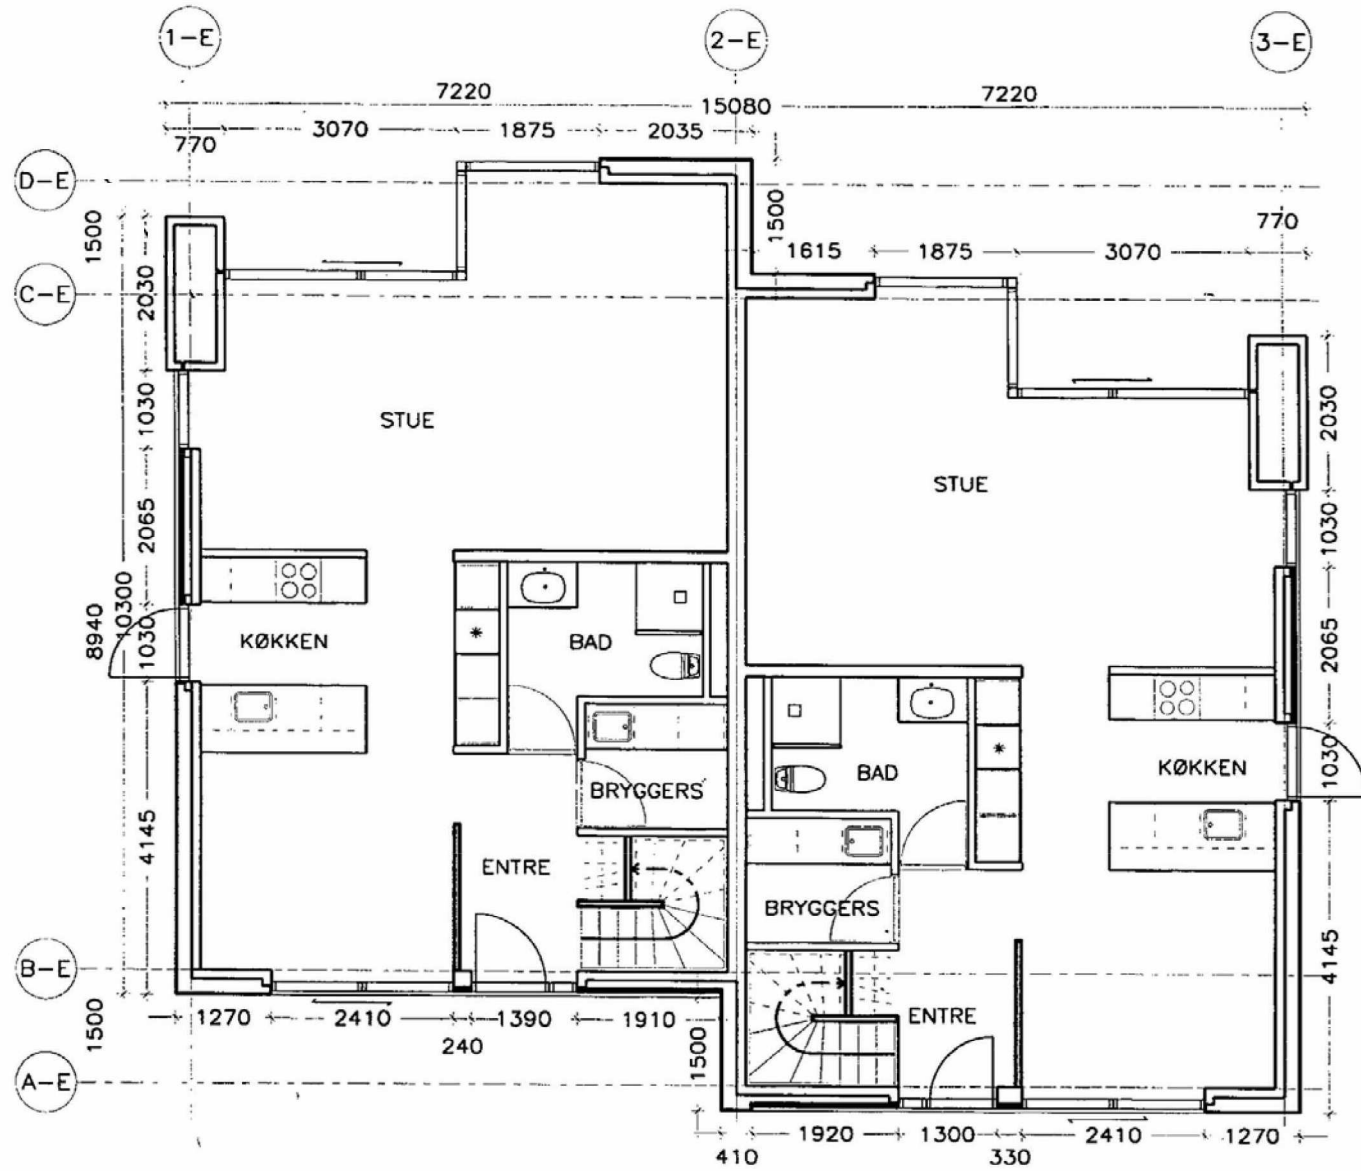 1-E
2-E
3-E
7220
15080
7220
770
3070
1875
2035
D-E
1500
1500
1615
1875
3070
770
C-E
2030
1030
2065
1030
4145
8940
10300
STUE
STUE
2030
1030
2065
1030
4145
KØKKEN
BAD
BRYGGERS
ENTRE
KØKKEN
BAD
BRYGGERS
ENTRE
B-E
1500
1270
2410
240
1390
1910
1500
A-E
410
1920
1300
330
2410
1270